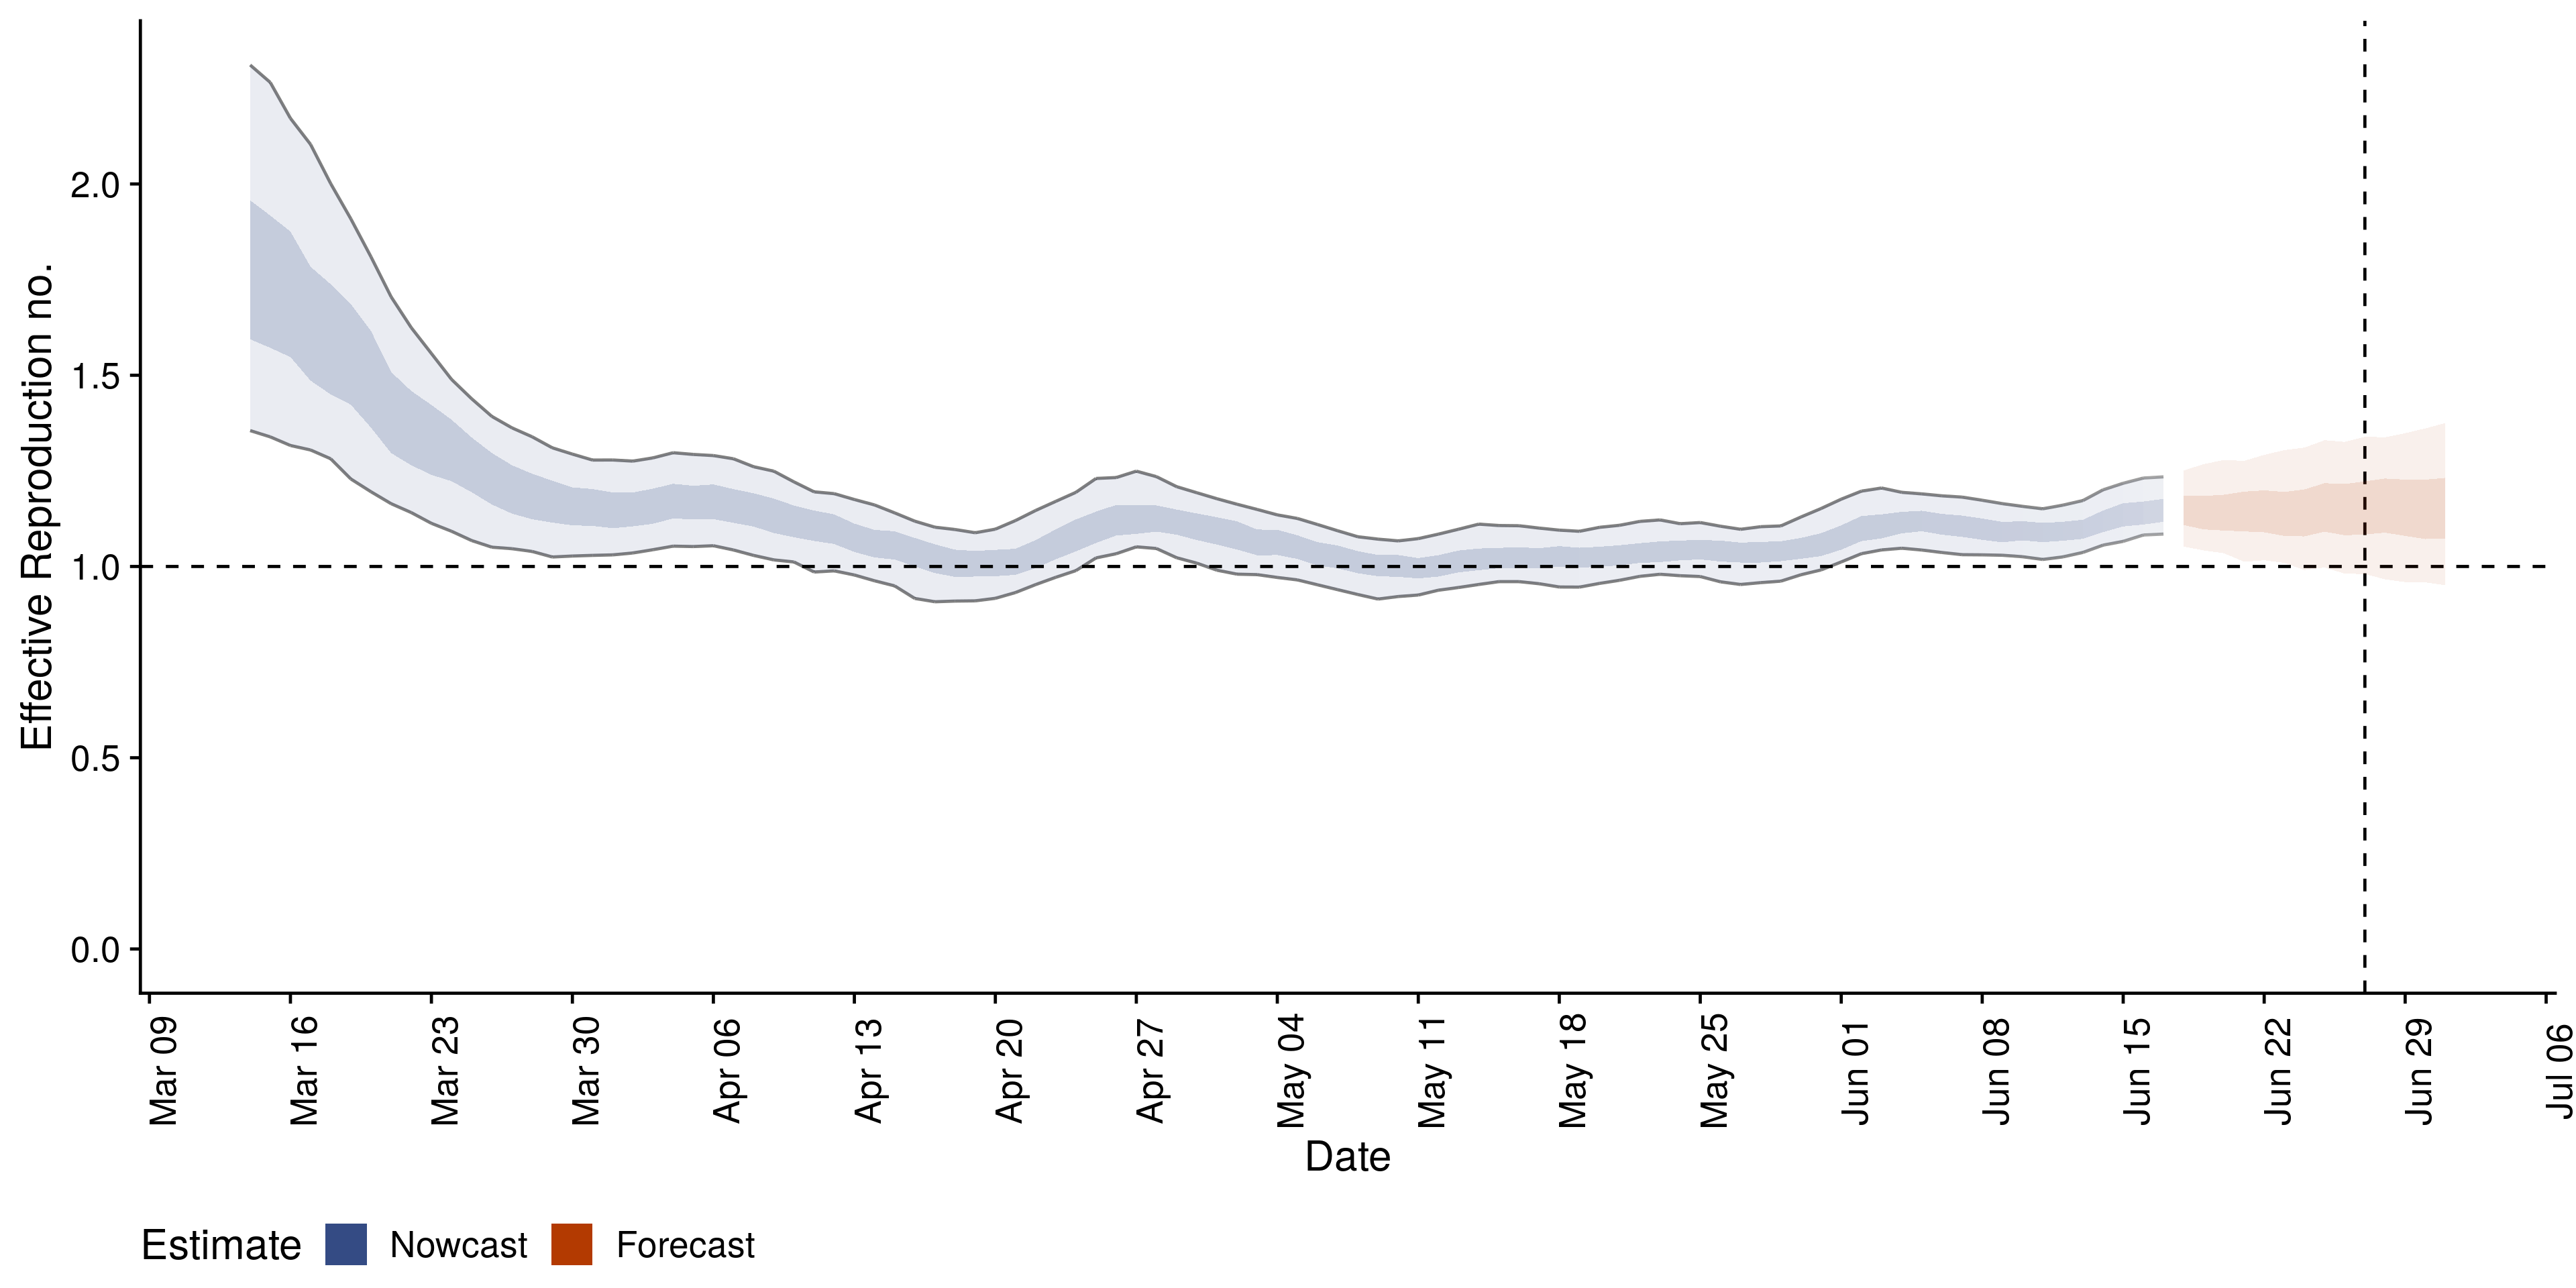 Effective Reproduction no.
2.0
1.5
1.0
0.5
0.0
Mar 09
Mar 16
Mar 23
Mar 30
Apr 06
Apr 13
Apr 20
Apr 27
May 04
May 11
May 18
May 25
Jun 01
Jun 08
Jun 15
Jun 22
Jun 29
Jul 06
Date
Estimate Nowcast Forecast